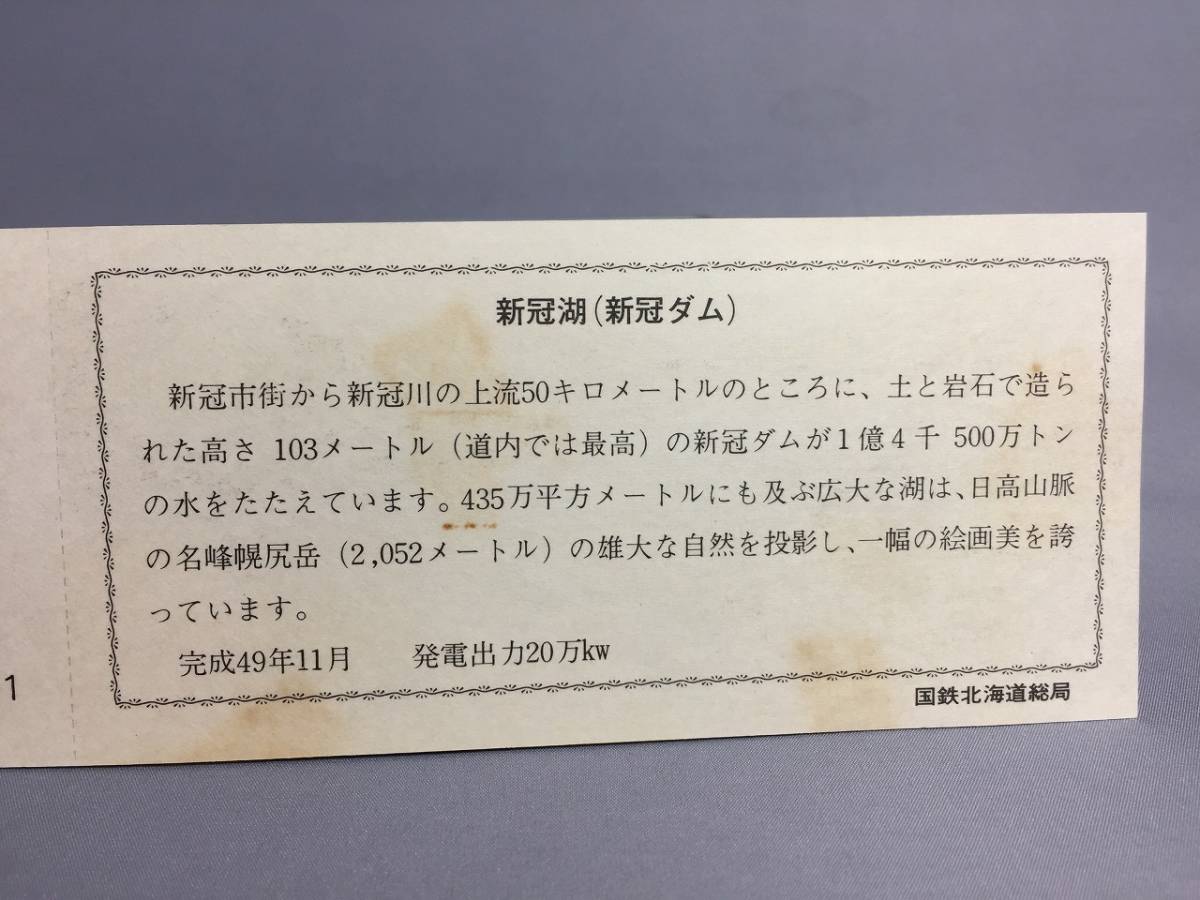 新冠湖(新冠ダム)
新冠市街から新冠川の上流50キロメートルのところに、土と岩石で造ら
れた高さ 103メートル(道内では最高)の新冠ダムが1億4千 500万トン
の水をたたえています。435万平方メートルにも及ぶ広大な湖は、日高山脈
の名峰幌尻岳(2,052メートル)の雄大な自然を投影し、一幅の絵画美を誇
っています。
完成49年11月 発電出力20万kw
国鉄北海道総局
1